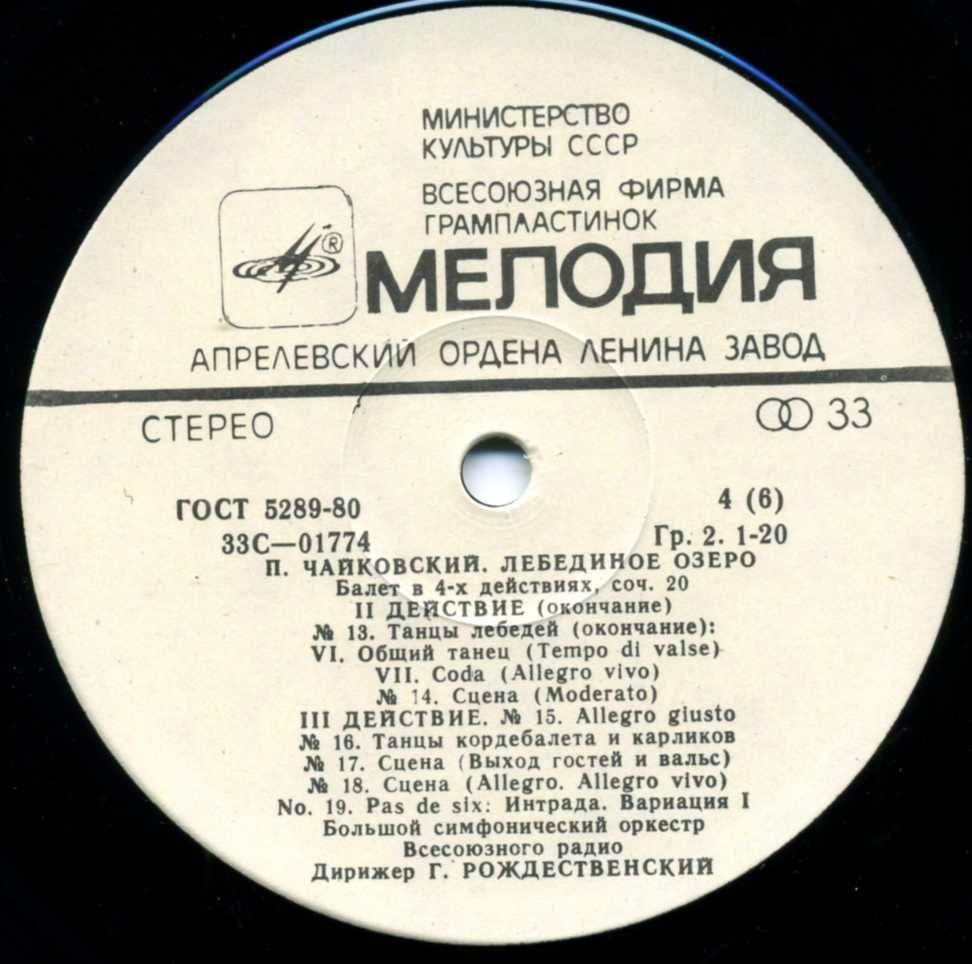 МИНИСТЕРСТВО
КУЛЬТУРЫ СССР
ВСЕСОЮЗНАЯ ФИРМА
ГРАМПЛАСТИНОК
®
МЕЛОДИЯ
АПРЕЛЕВСКИЙ ОРДЕНА ЛЕНИНА ЗАВОД
СТЕРЕО
33
ГОСТ 5289-80
4 (6)
33С—01774
Гр. 2. 1-20
П. ЧАЙКОВСКИЙ. ЛЕБЕДИНОЕ ОЗЕРО
Балет в 4-х действиях, соч. 20
II ДЕЙСТВИЕ (окончание)
№ 13. Танцы лебедей (окончание):
VI. Общий танец (Tempo di valse)
VII. Coda (Allegro vivo)
№ 14. Сцена (Moderato)
III ДЕЙСТВИЕ. № 15. Allegro giusto
№ 16. Танцы кордебалета и карликов
№ 17. Сцена (Выход гостей и вальс)
№ 18. Сцена (Allegro. Allegro vivo)
No. 19. Pas de six: Интрада. Вариация I
Большой симфонический оркестр
Всесоюзного радио
Дирижер Г. РОЖДЕСТВЕНСКИЙ